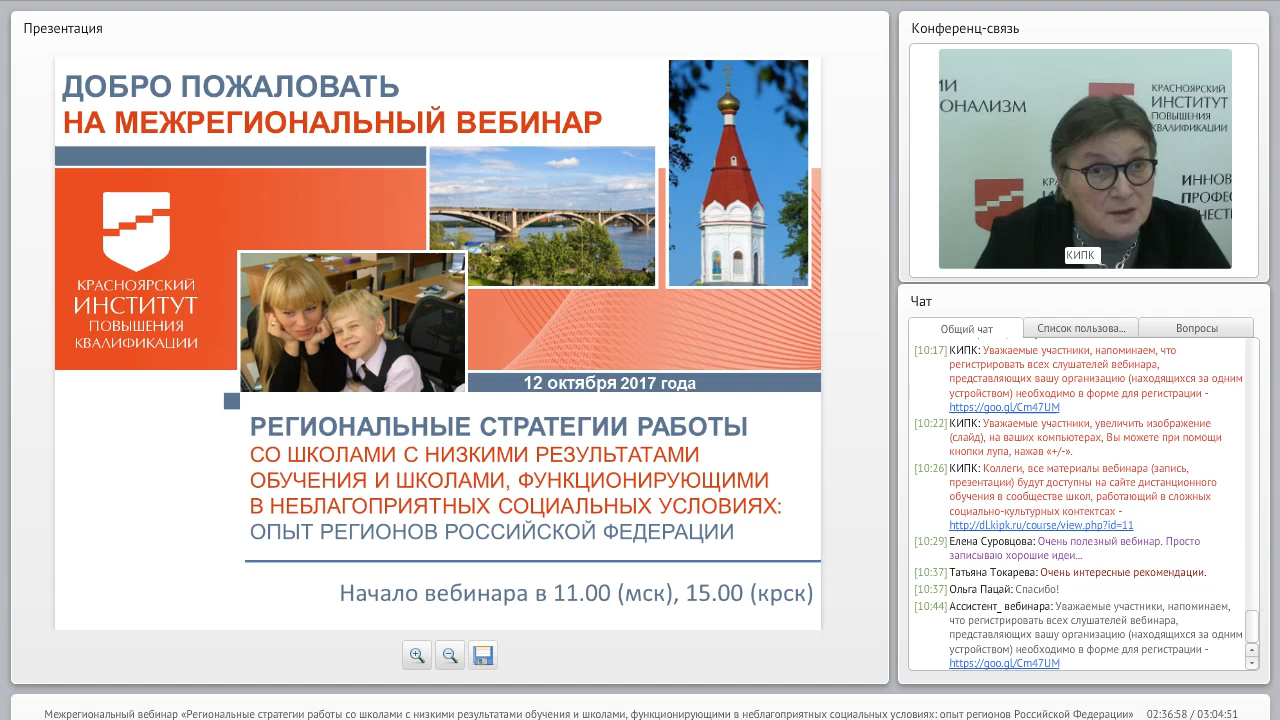 Презентация
ДОБРО ПОЖАЛОВАТЬ
НА МЕЖРЕГИОНАЛЬНЫЙ ВЕБИНАР
КРАСНОЯРСКИЙ
ИНСТИТУТ
ПОВЫШЕНИЯ
КВАЛИФИКАЦИИ
12 октября 2017 года
РЕГИОНАЛЬНЫЕ СТРАТЕГИИ РАБОТЫ
СО ШКОЛАМИ С НИЗКИМИ РЕЗУЛЬТАТАМИ
ОБУЧЕНИЯ И ШКОЛАМИ, ФУНКЦИОНИРУЮЩИМИ
В НЕБЛАГОПРИЯТНЫХ СОЦИАЛЬНЫХ УСЛОВИЯХ:
ОПЫТ РЕГИОНОВ РОССИЙСКОЙ ФЕДЕРАЦИИ
Начало вебинара в 11.00 (мск), 15.00 (крск)
Конференц-связь
КРАСНОЯРСКИЙ
ИНСТИТУТ
ПОВЫШЕНИЯ
КВАЛИФИКАЦИИ
КИПК
Чат
Общий чат
Список пользова...
Вопросы
[10:17] КИПК: Уважаемые участники, напоминаем, что
регистрировать всех слушателей вебинара,
представляющих вашу организацию (находящихся за одним
устройством) необходимо в форме для регистрации -
https://goo.gl/Cm47UM
[10:22] КИПК: Уважаемые участники, увеличить изображение
(слайд), на ваших компьютерах, Вы можете при помощи
кнопки лупа, нажав «+/-».
[10:26] КИПК: Коллеги, все материалы вебинара (запись,
презентации) будут доступны на сайте дистанционного
обучения в сообществе школ, работающий в сложных
социально-культурных контектсах -
http://dl.kipk.ru/course/view.php?id=11
[10:29] Елена Суровцова: Очень полезный вебинар. Просто
записываю хорошие идеи...
[10:37] Татьяна Токарева: Очень интересные рекомендации.
[10:37] Ольга Пацай: Спасибо!
[10:44] Ассистент_ вебинара: Уважаемые участники, напоминаем,
что регистрировать всех слушателей вебинара,
представляющих вашу организацию (находящихся за одним
устройством) необходимо в форме для регистрации -
https://goo.gl/Cm47UM
Межрегиональный вебинар «Региональные стратегии работы со школами с низкими результатами обучения и школами, функционирующими в неблагоприятных социальных условиях: опыт регионов Российской Федерации» 02:36:58 / 03:04:51